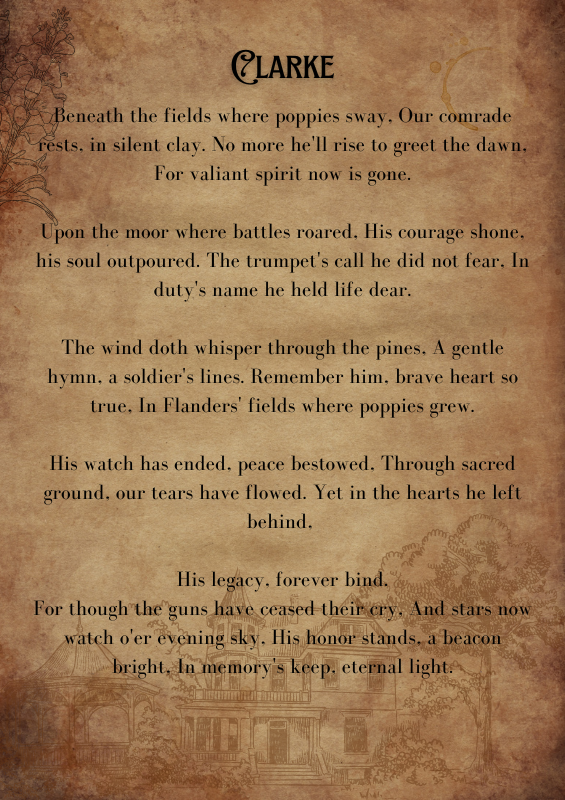 Clarke
Beneath the fields where poppies sway, Our comrade
rests, in silent clay. No more he'll rise to greet the dawn,
For valiant spirit now is gone.
Upon the moor where battles roared, His courage shone,
his soul outpoured. The trumpet's call he did not fear, In
duty's name he held life dear.
The wind doth whisper through the pines, A gentle
hymn, a soldier's lines. Remember him, brave heart so
true, In Flanders' fields where poppies grew.
His watch has ended, peace bestowed, Through sacred
ground, our tears have flowed. Yet in the hearts he left
behind,
His legacy, forever bind.
For though the guns have ceased their cry, And stars now
watch o'er evening sky, His honor stands, a beacon
bright, In memory's keep, eternal light.